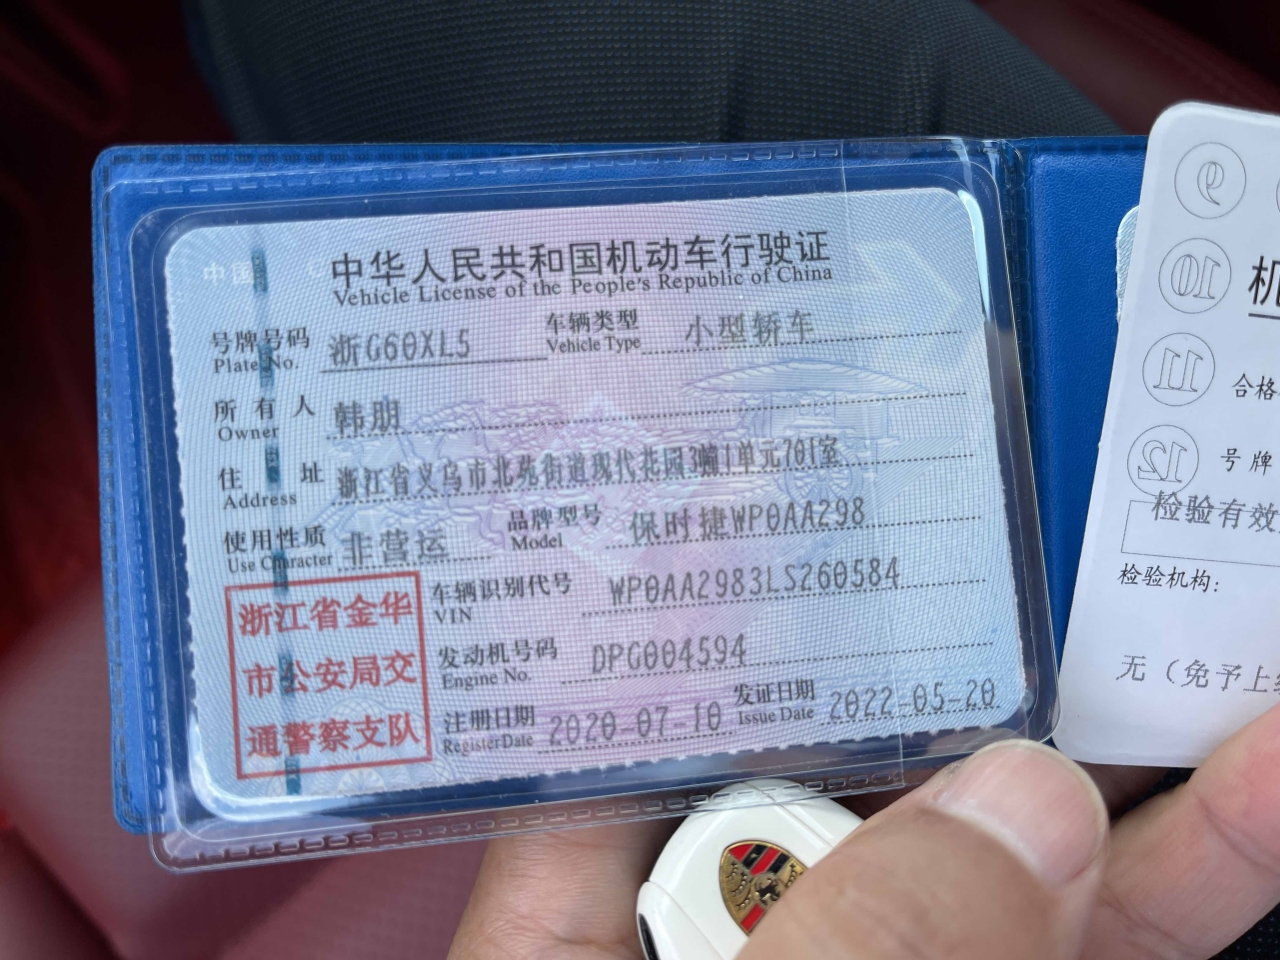 中国
中华人民共和国机动车行驶证
Vehicle License of the People's Republic of China
号牌号码 浙G60XL5 车辆类型 小型轿车
Plate No. Vehicle Type
所有人 韩朋
Owner
住址 浙江省义乌市北苑街道现代花园3幢1单元701室
Address
使用性质 非营运 品牌型号 保时捷WP0AA298
Use Character Model
车辆识别代号 WP0AA2983LS260584
VIN
发动机号码 DPG004594
Engine No.
注册日期 2020-07-10 发证日期 2022-05-20
Register Date Issue Date
浙江省金华
市公安局交
通警察支队
9
10
11
12
机
合格
号牌
检验有效
检验机构:
无(免予上